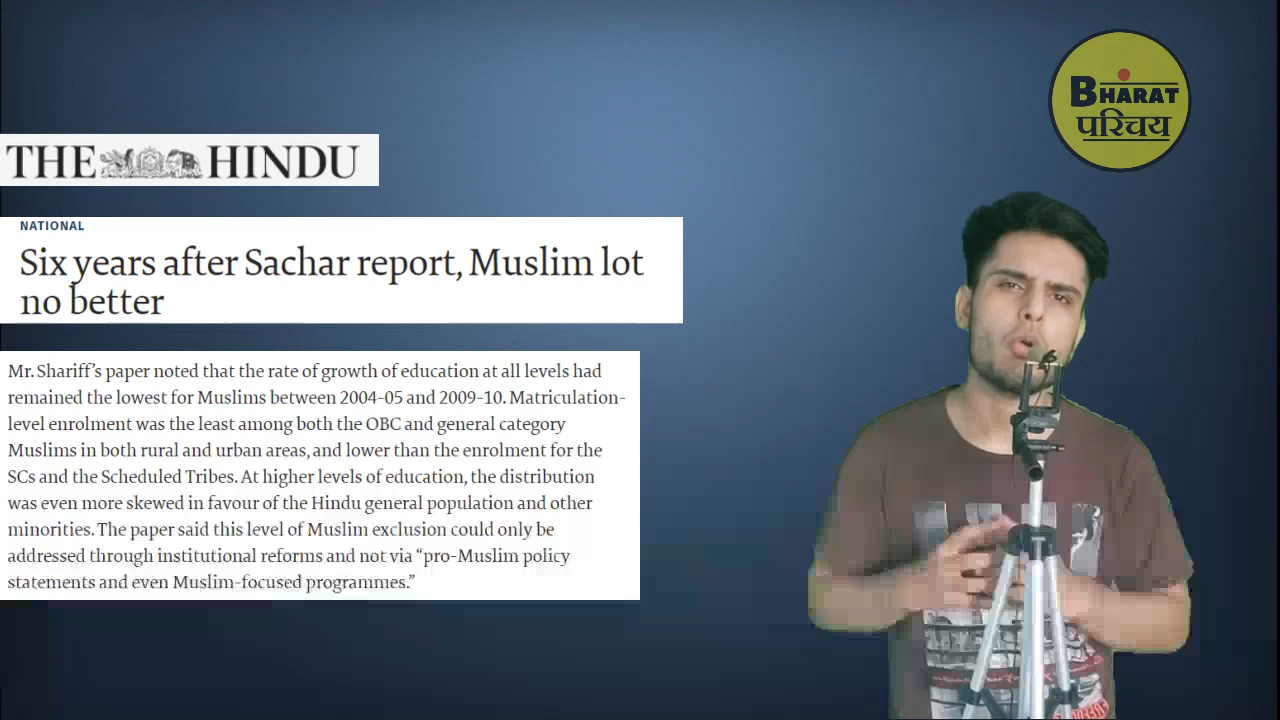 BHARAT
परिचय
THE HINDU
NATIONAL
Six years after Sachar report, Muslim lot
no better
Mr. Shariff’s paper noted that the rate of growth of education at all levels had
remained the lowest for Muslims between 2004-05 and 2009-10. Matriculation-
level enrolment was the least among both the OBC and general category
Muslims in both rural and urban areas, and lower than the enrolment for the
SCs and the Scheduled Tribes. At higher levels of education, the distribution
was even more skewed in favour of the Hindu general population and other
minorities. The paper said this level of Muslim exclusion could only be
addressed through institutional reforms and not via “pro-Muslim policy
statements and even Muslim-focused programmes.”